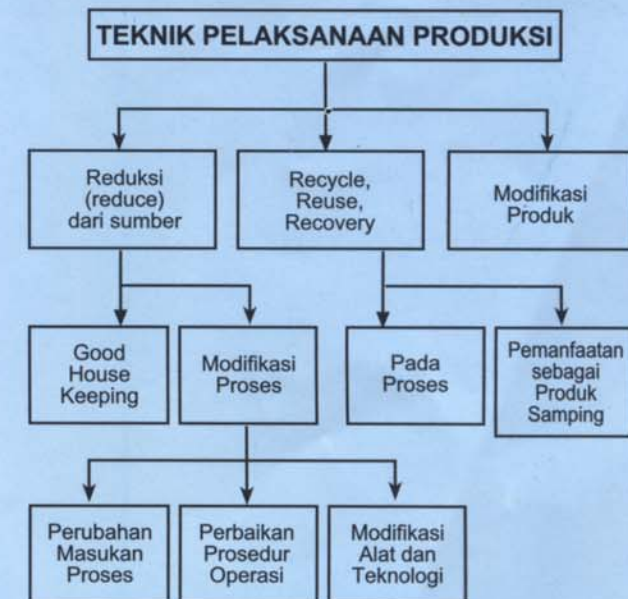 TEKNIK PELAKSANAAN PRODUKSI
Reduksi
(reduce)
dari sumber
Recycle,
Reuse,
Recovery
Modifikasi
Produk
Good
House
Keeping
Modifikasi
Proses
Pada
Proses
Pemanfaatan
sebagai
Produk
Samping
Perubahan
Masukan
Proses
Perbaikan
Prosedur
Operasi
Modifikasi
Alat dan
Teknologi